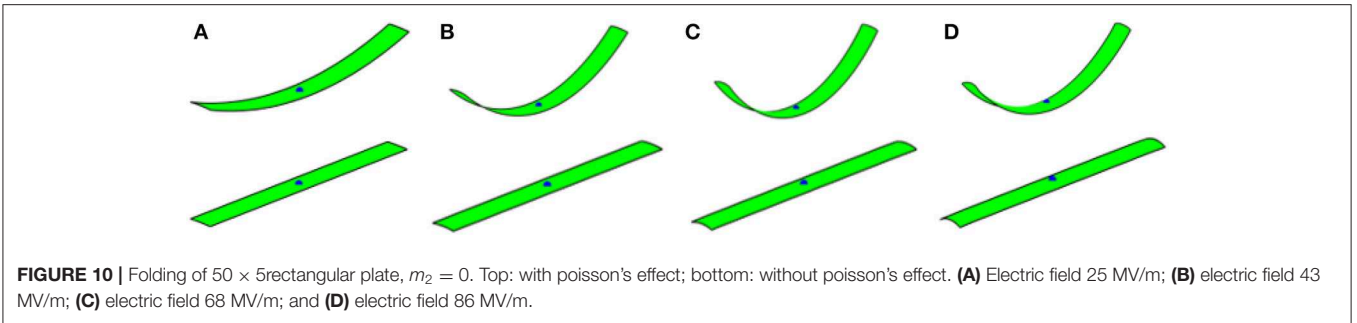 A B C D
FIGURE 10 | Folding of 50 × 5rectangular plate, m₂ = 0. Top: with poisson's effect; bottom: without poisson's effect. (A) Electric field 25 MV/m; (B) electric field 43
MV/m; (C) electric field 68 MV/m; and (D) electric field 86 MV/m.